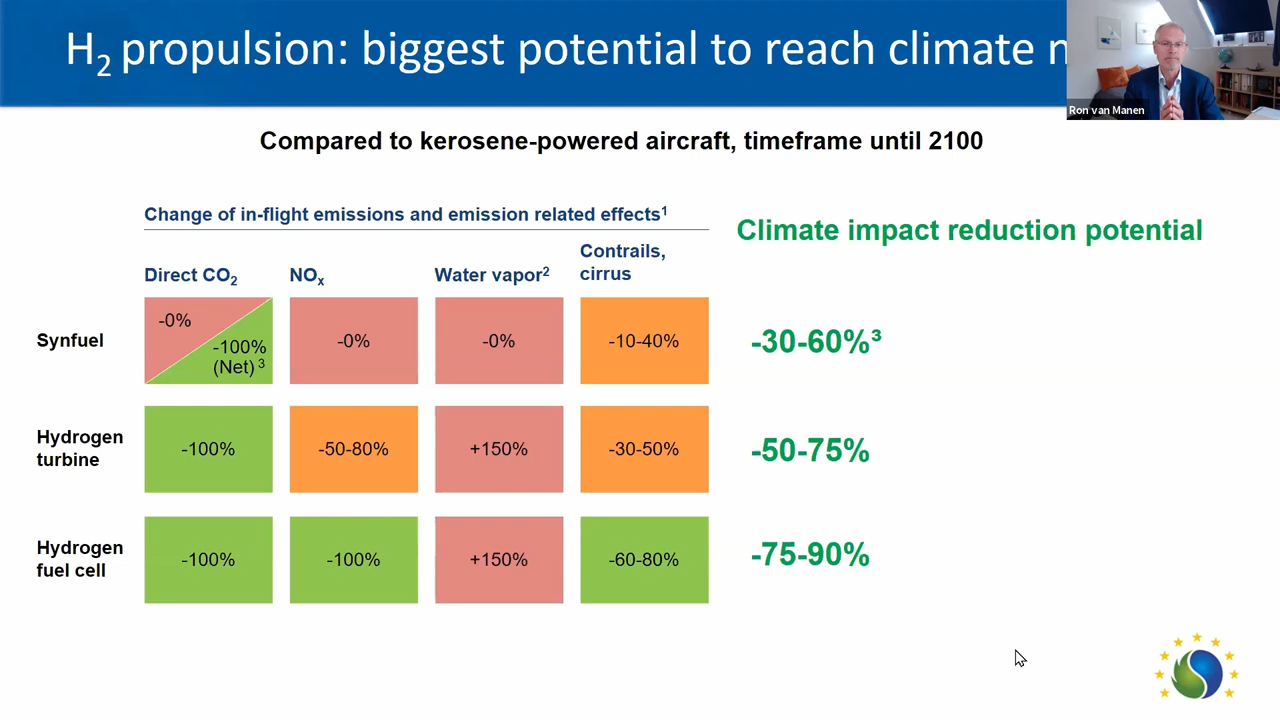 H₂ propulsion: biggest potential to reach climate
Ron van Manen
Compared to kerosene-powered aircraft, timeframe until 2100
Change of in-flight emissions and emission related effects¹
Climate impact reduction potential
Direct CO₂
NOₓ
Water vapor²
Contrails,
cirrus
Synfuel
-0%
-100%
(Net) ³
-0%
-0%
-10-40%
-30-60%³
Hydrogen
turbine
-100%
-50-80%
+150%
-30-50%
-50-75%
Hydrogen
fuel cell
-100%
-100%
+150%
-60-80%
-75-90%